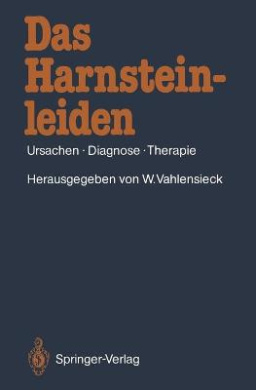 Das
Harnstein-
leiden
Ursachen · Diagnose · Therapie
Herausgegeben von W. Vahlensieck
Springer-Verlag